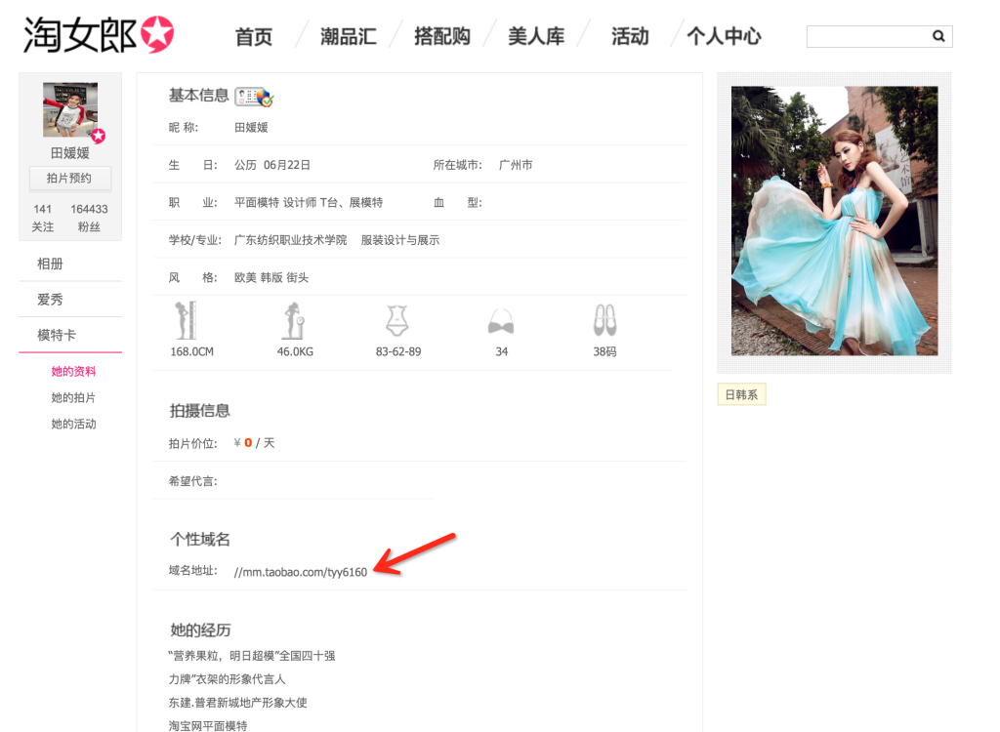 淘女郎
首页 潮品汇 搭配购 美人库 活动 个人中心
田媛媛
拍片预约
141 164433
关注 粉丝
相册
爱秀
模特卡
她的资料
她的拍片
她的活动
基本信息
昵 称: 田媛媛
生 日: 公历 06月22日 所在城市: 广州市
职 业: 平面模特 设计师 T台、展模特 血 型:
学校/专业: 广东纺织职业技术学院 服装设计与展示
风 格: 欧美 韩版 街头
168.0CM 46.0KG 83-62-89 34 38码
拍摄信息
拍片价位: ¥ 0 / 天
希望代言:
个性域名
域名地址: //mm.taobao.com/tyy6160
她的经历
“营养果粒，明日超模”全国四十强
力牌”衣架的形象代言人
东建.普君新城地产形象大使
淘宝网平面模特
日韩系